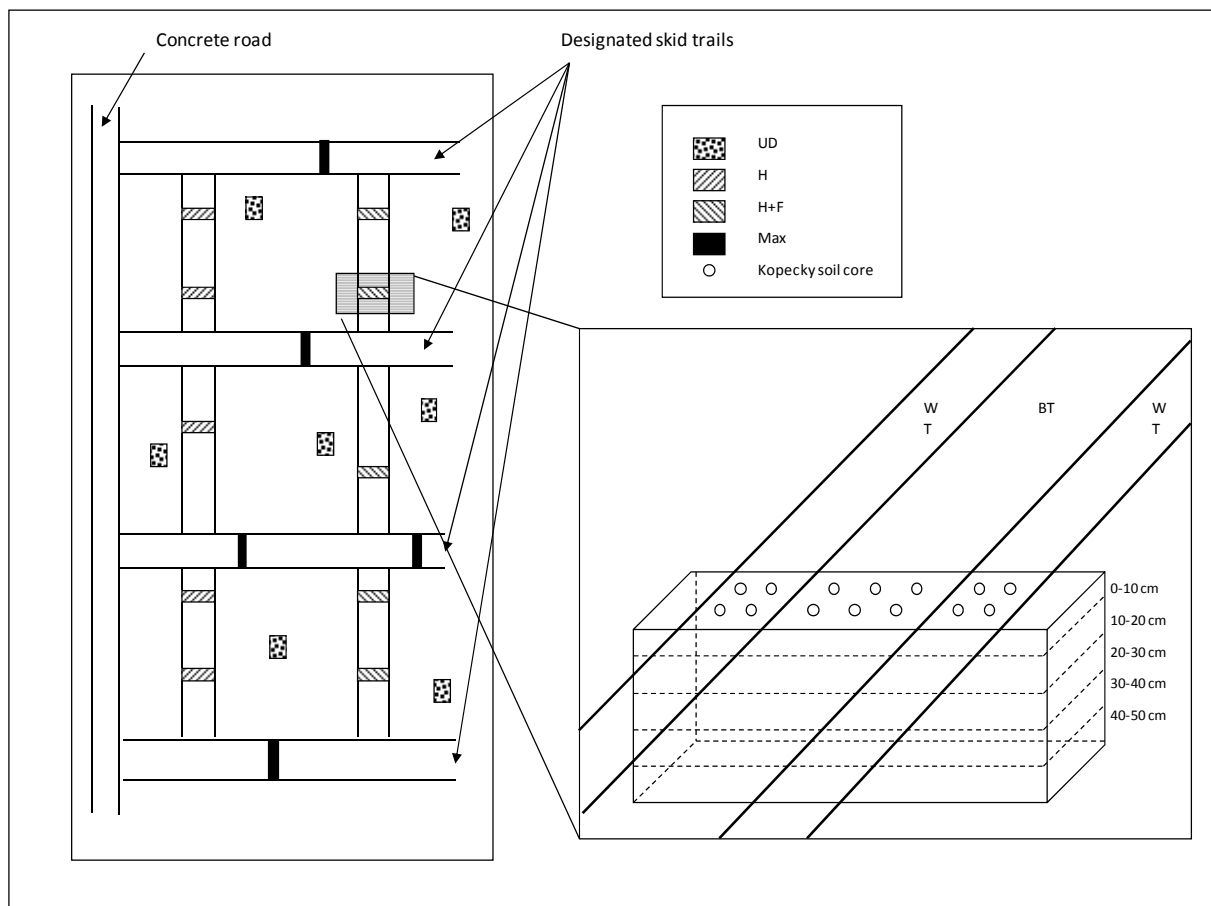 Concrete road
Designated skid trails
UD
H
H+F
Max
Kopecky soil core
W
T
BT
W
T
0-10 cm
10-20 cm
20-30 cm
30-40 cm
40-50 cm